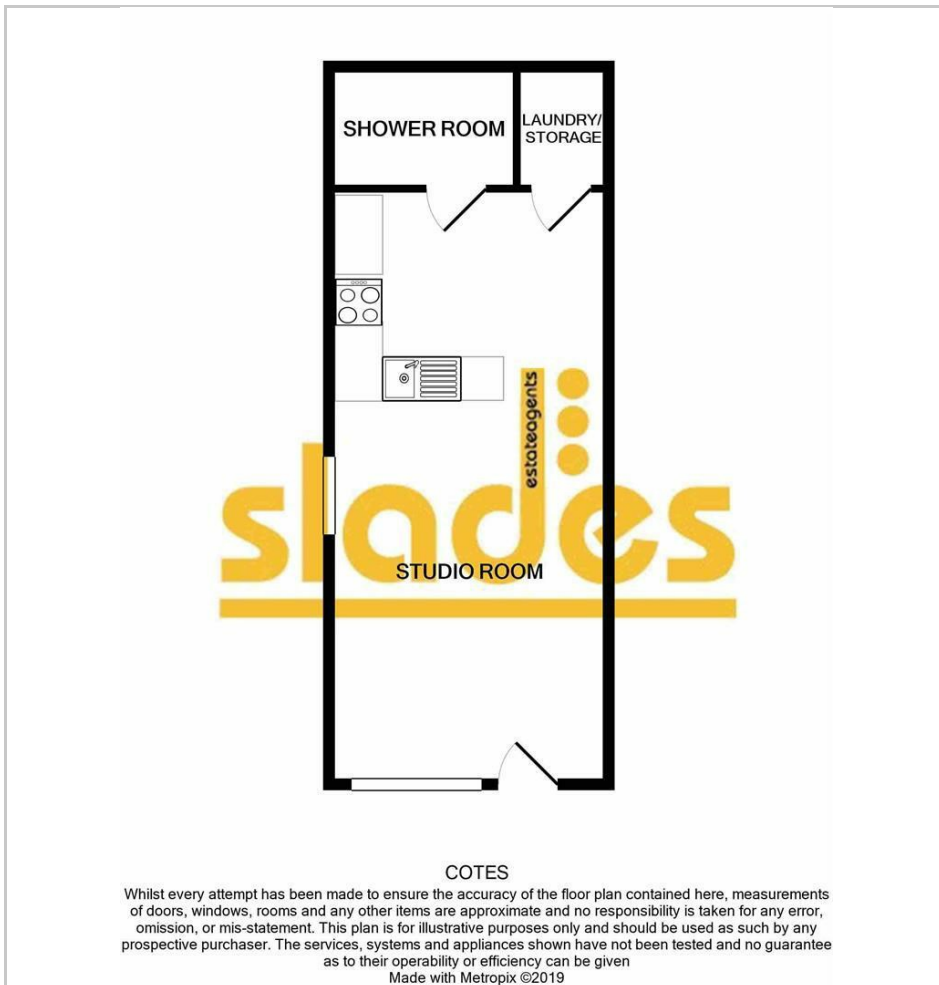 SHOWER ROOM
LAUNDRY/
STORAGE
estateagents
slades
STUDIO ROOM
COTES
Whilst every attempt has been made to ensure the accuracy of the floor plan contained here, measurements
of doors, windows, rooms and any other items are approximate and no responsibility is taken for any error,
omission, or mis-statement. This plan is for illustrative purposes only and should be used as such by any
prospective purchaser. The services, systems and appliances shown have not been tested and no guarantee
as to their operability or efficiency can be given
Made with Metropix ©2019